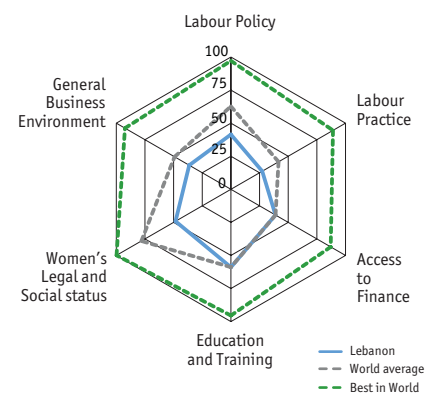 Labour Policy
100
75
50
25
0
General
Business
Environment
Labour
Practice
Women's
Legal and
Social status
Access
to
Finance
Education
and Training
Lebanon
World average
Best in World